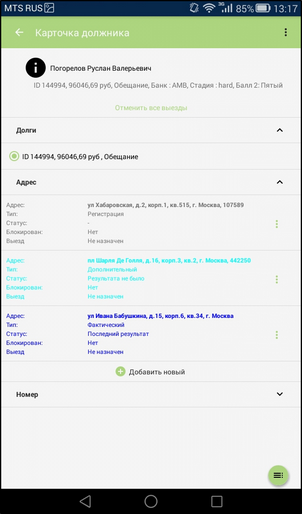 MTS RUS 3G 85% 13:17
Карточка должника
Погорелов Руслан Валерьевич
ID 144994, 96046,69 руб, Обещание, Банк : АМВ, Стадия : hard, Балл 2: Пятый
Отменить все выезды
Долги
ID 144994, 96046,69 руб , Обещание
Адрес
Адрес: ул Хабаровская, д.2, корп.1, кв.515, г. Москва, 107589
Тип: Регистрация
Статус: -
Блокирован: Нет
Выезд Не назначен
Адрес: пл Шарля Де Голля, д.16, корп.3, кв.2, г. Москва, 442250
Тип: Дополнительный
Статус: Результата не было
Блокирован: Нет
Выезд Не назначен
Адрес: ул Ивана Бабушкина, д.15, корп.6, кв.34, г. Москва
Тип: Фактический
Статус: Последний результат
Блокирован: Нет
Выезд Не назначен
Добавить новый
Номер